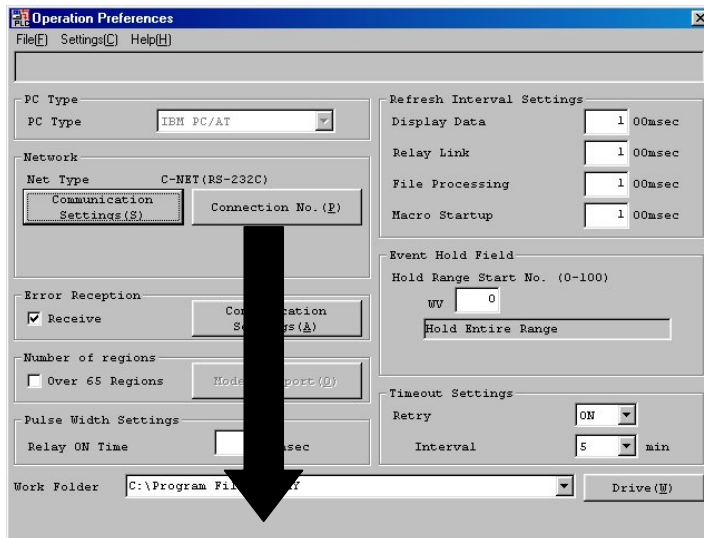 Operation Preferences
File(F) Settings(C) Help(H)
PC Type
PC Type IBM PC/AT
Network
Net Type C-NET(RS-232C)
Communication Settings(S)
Connection No.(P)
Error Reception
Receive
Number of regions
Over 65 Regions
Pulse Width Settings
Relay ON Time
Work Folder C:\Program
Drive(W)
Refresh Interval Settings
Display Data 1 00msec
Relay Link 1 00msec
File Processing 1 00msec
Macro Startup 1 00msec
Event Hold Field
Hold Range Start No. (0-100)
WV 0
Hold Entire Range
Timeout Settings
Retry ON
Interval 5 min